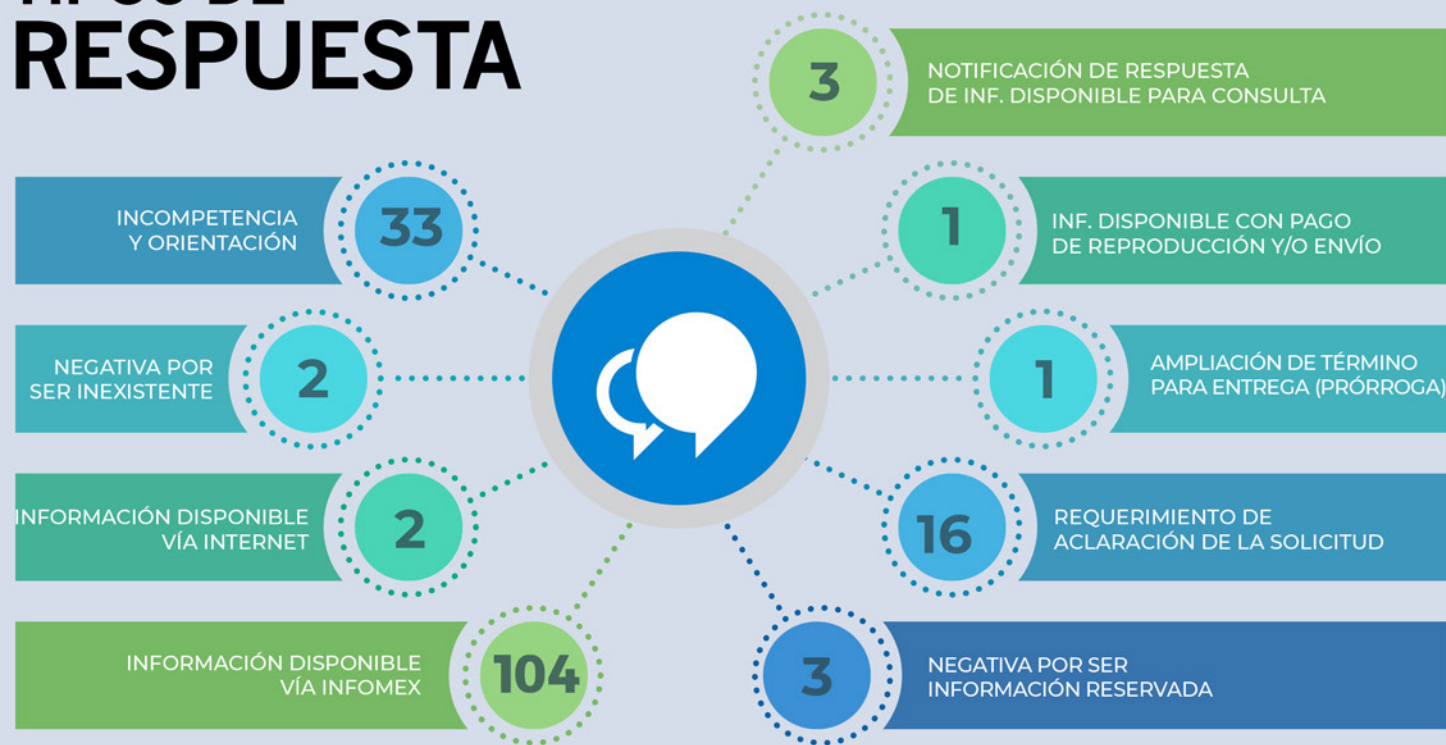 TIPOS DE
RESPUESTA
33
INCOMPETENCIA
Y ORIENTACIÓN
2
NEGATIVA POR
SER INEXISTENTE
2
INFORMACIÓN DISPONIBLE
VÍA INTERNET
104
INFORMACIÓN DISPONIBLE
VÍA INFOMEX
3
NOTIFICACIÓN DE RESPUESTA
DE INF. DISPONIBLE PARA CONSULTA
1
INF. DISPONIBLE CON PAGO
DE REPRODUCCIÓN Y/O ENVÍO
1
AMPLIACIÓN DE TÉRMINO
PARA ENTREGA (PRÓRROGA)
16
REQUERIMIENTO DE
ACLARACIÓN DE LA SOLICITUD
3
NEGATIVA POR SER
INFORMACIÓN RESERVADA